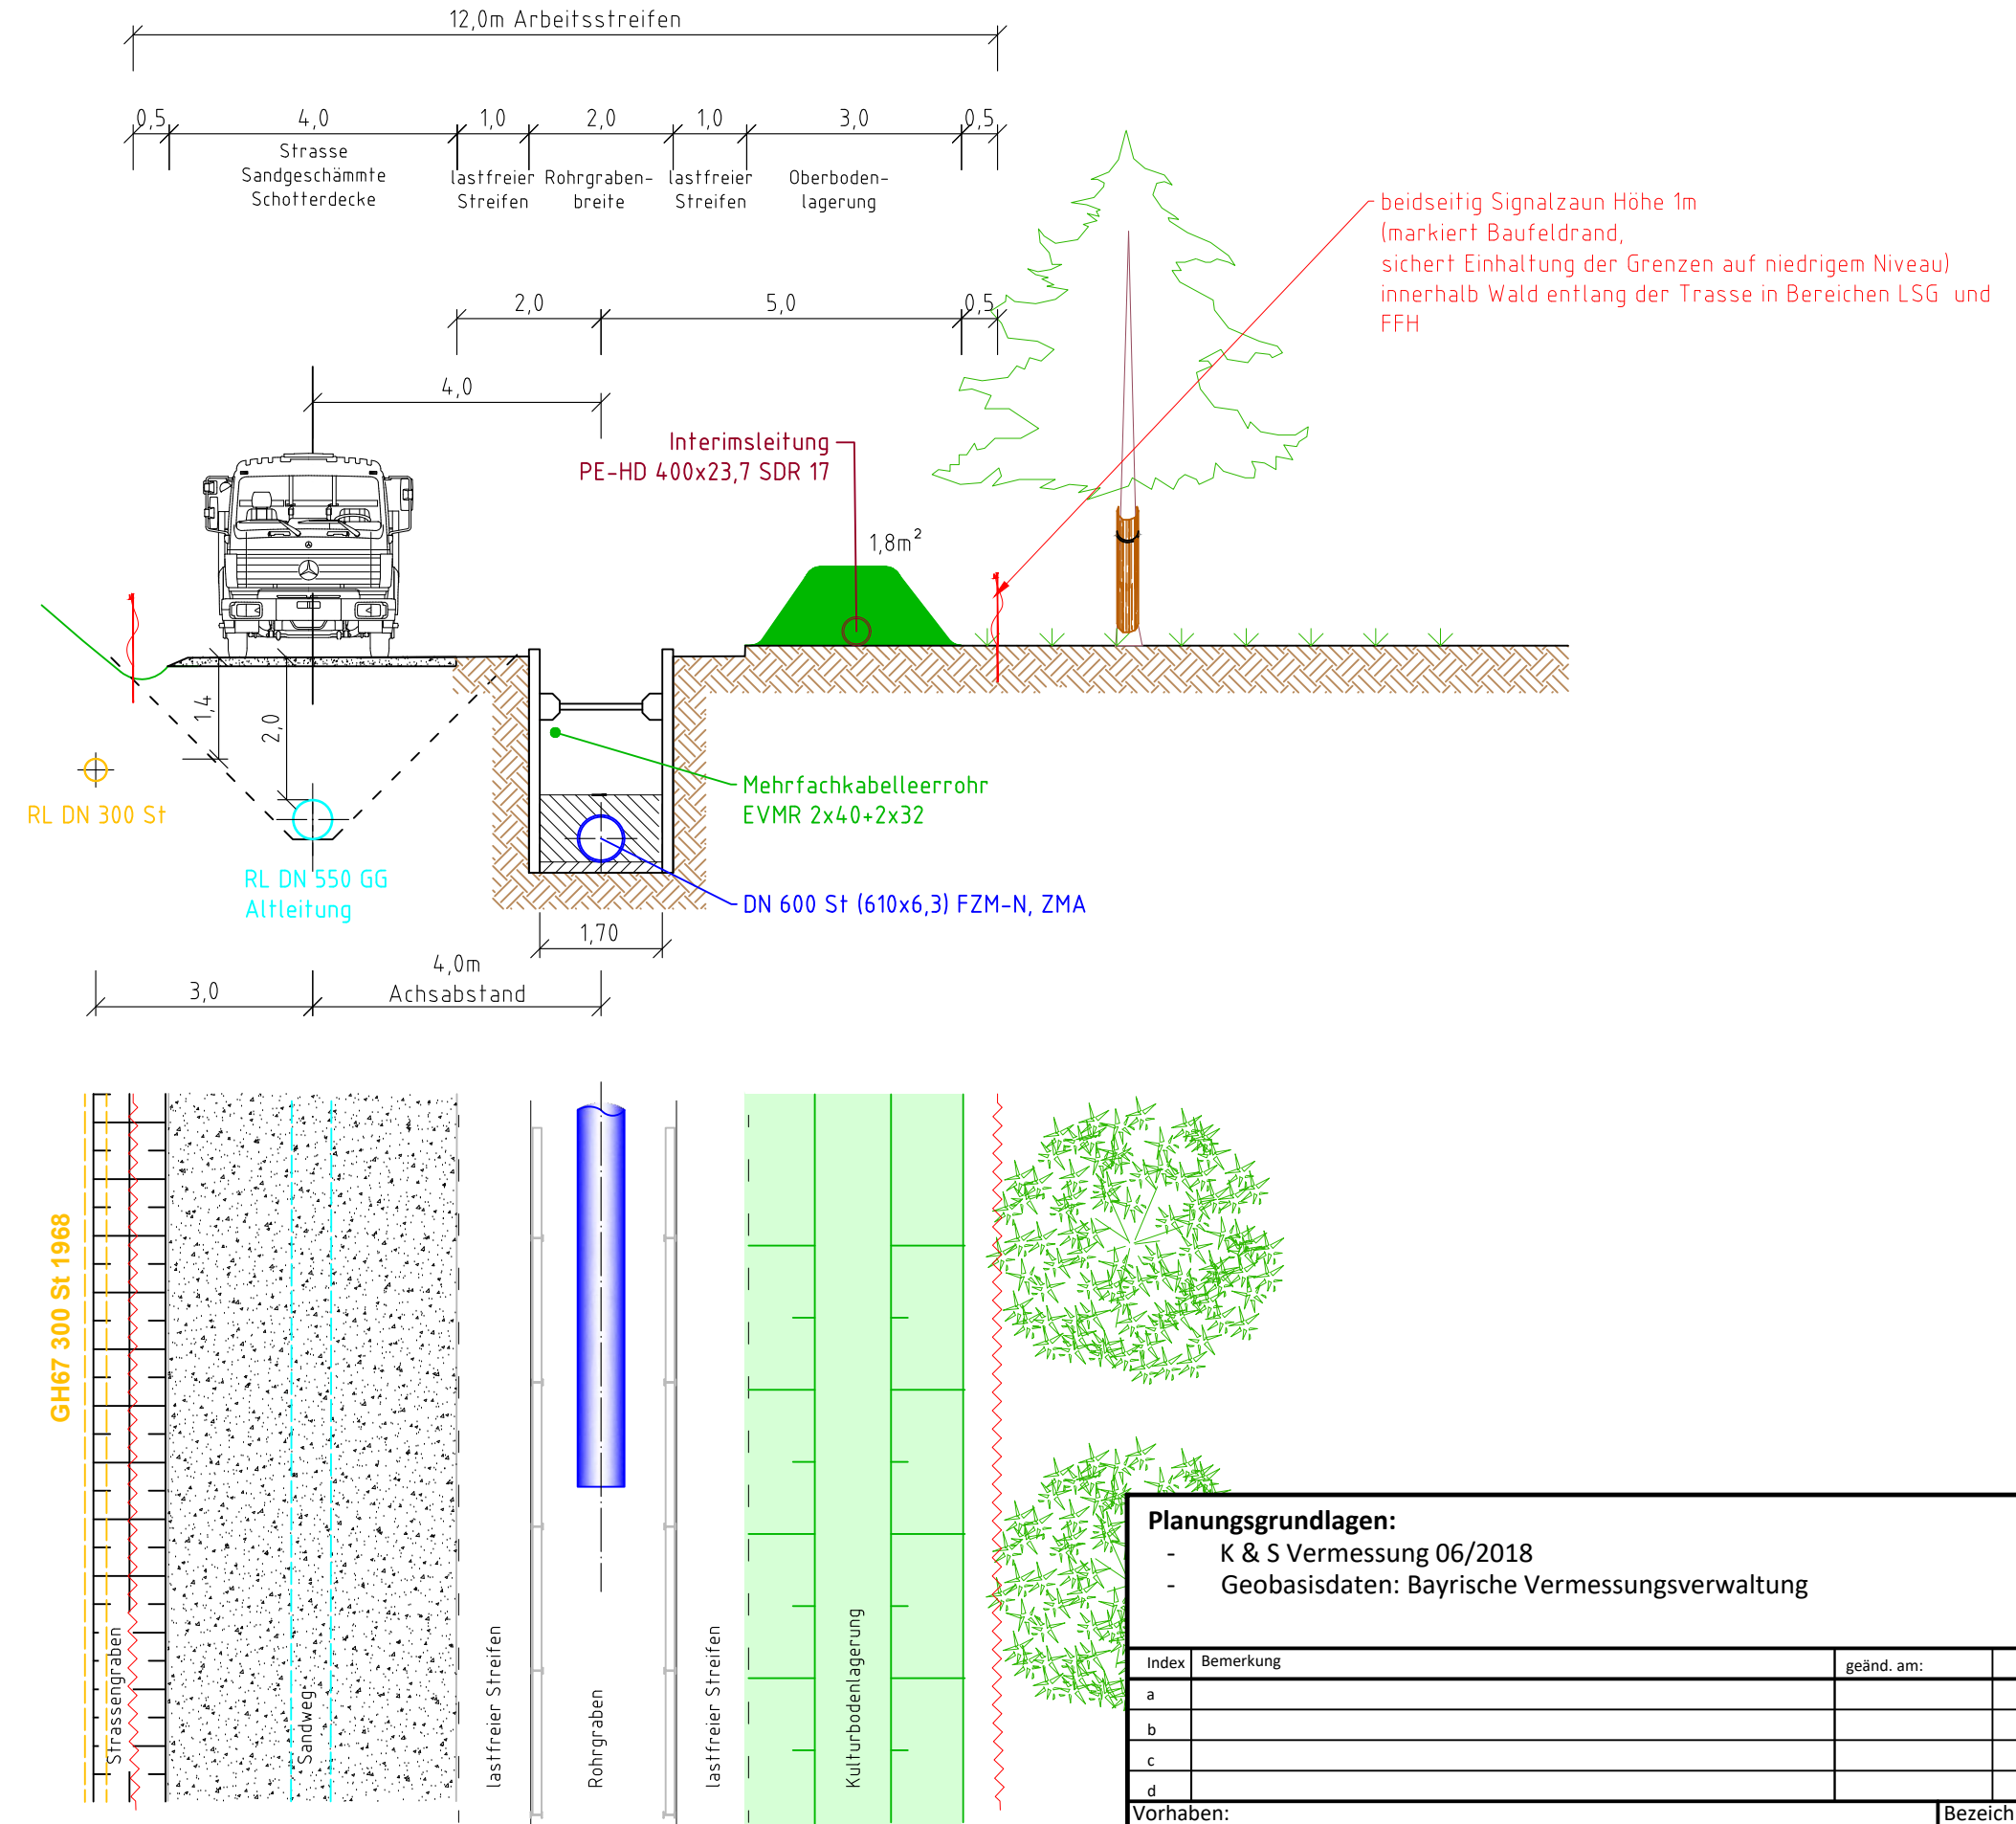 12,0m Arbeitsstreifen
0,5 4,0 1,0 2,0 1,0 3,0 0,5
Strasse
Sandgeschämmte
Schotterdecke
lastfreier
Streifen
Rohrgraben-
breite
lastfreier
Streifen
Oberboden-
lagerung
beidseitig Signalzaun Höhe 1m
(markiert Baufeldrand,
sichert Einhaltung der Grenzen auf niedrigem Niveau)
innerhalb Wald entlang der Trasse in Bereichen LSG und
FFH
2,0 5,0 0,5
4,0
Interimsleitung
PE-HD 400x23,7 SDR 17
1,8m²
1,4
2,0
RL DN 300 St
Mehrfachkabelleerrohr
EVMR 2x40+2x32
RL DN 550 GG
Altleitung
DN 600 St (610x6,3) FZM-N, ZMA
1,70
3,0
4,0m
Achsabstand
GH67 300 St 1968
Strassengraben
Sandweg
lastfreier Streifen
Rohrgraben
lastfreier Streifen
Kulturbodenlagerung
Planungsgrundlagen:
- K & S Vermessung 06/2018
- Geobasisdaten: Bayrische Vermessungsverwaltung
Index Bemerkung geänd. am:
a
b
c
d
Vorhaben: Bezeich